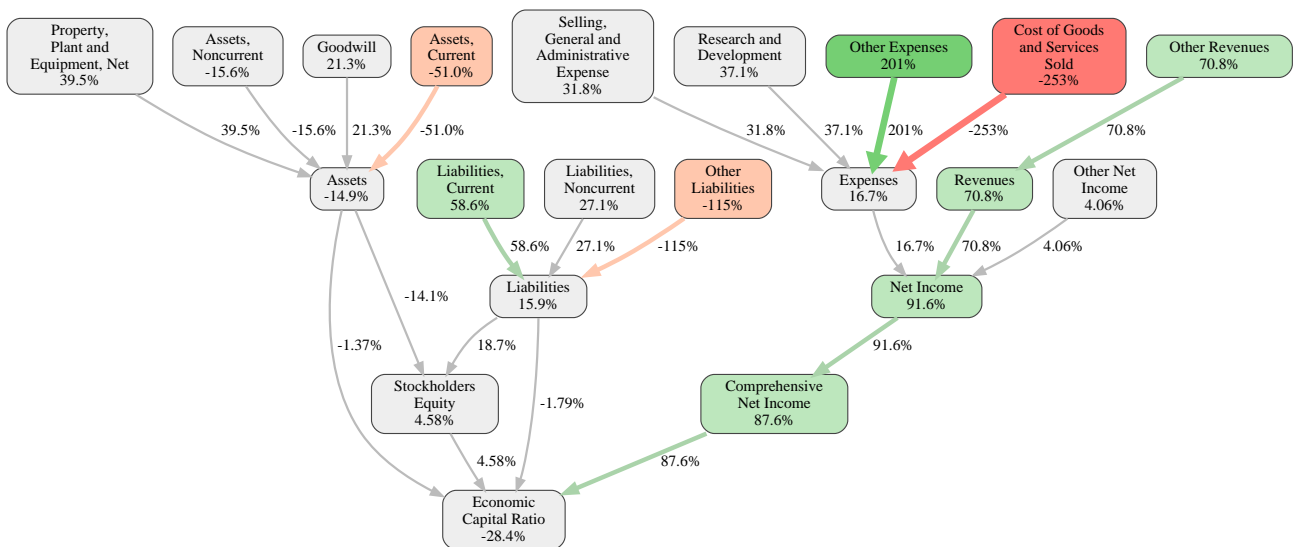 Property,
Plant and
Equipment, Net
39.5%
Assets,
Noncurrent
-15.6%
Goodwill
21.3%
Assets,
Current
-51.0%
Selling,
General and
Administrative
Expense
31.8%
Research and
Development
37.1%
Other Expenses
201%
Cost of Goods
and Services
Sold
-253%
Other Revenues
70.8%
39.5%
-15.6%
21.3%
-51.0%
31.8%
37.1%
201%
-253%
70.8%
Assets
-14.9%
Liabilities,
Current
58.6%
Liabilities,
Noncurrent
27.1%
Other
Liabilities
-115%
Expenses
16.7%
Revenues
70.8%
Other Net
Income
4.06%
58.6%
27.1%
-115%
16.7%
70.8%
4.06%
-14.1%
Liabilities
15.9%
Net Income
91.6%
-1.37%
18.7%
91.6%
Stockholders
Equity
4.58%
-1.79%
Comprehensive
Net Income
87.6%
4.58%
87.6%
Economic
Capital Ratio
-28.4%